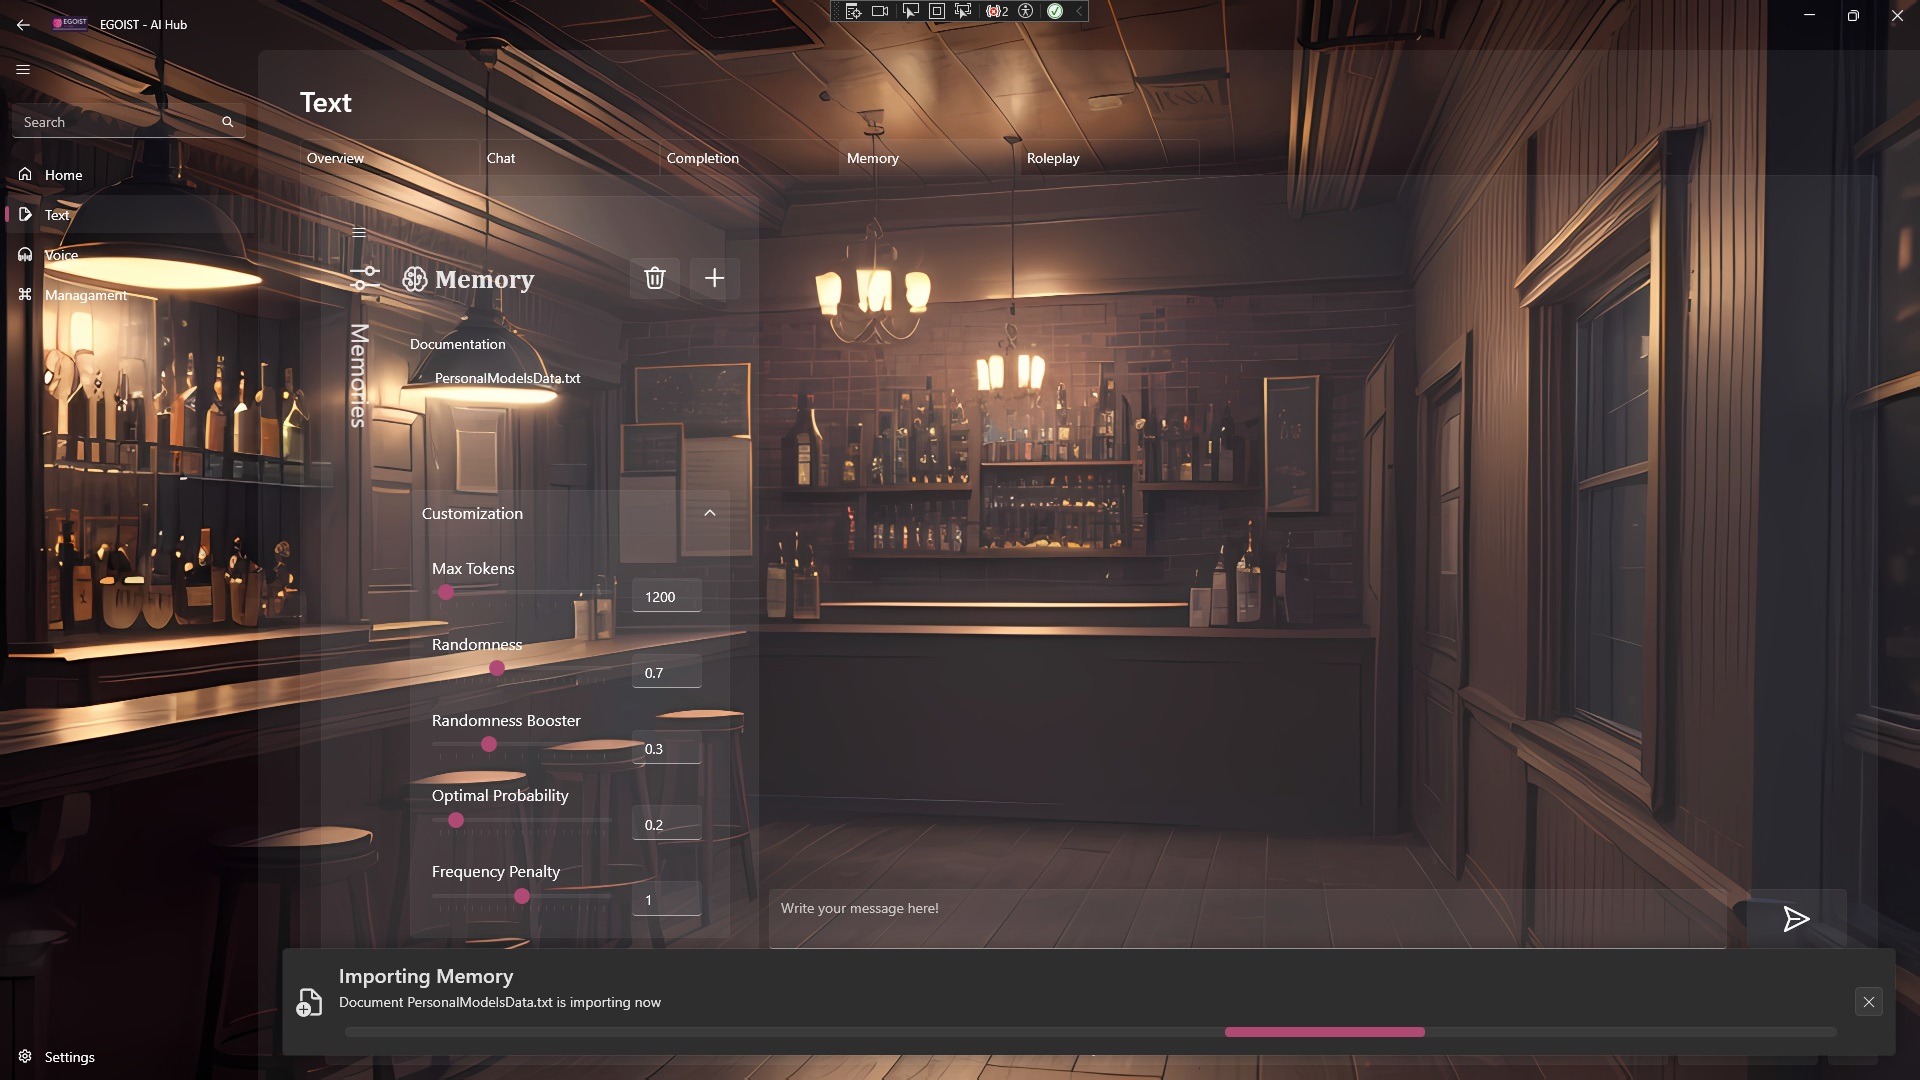 EGOIST
EGOIST - AI Hub
2
Search
Home
Text
Voice
Managament
Settings
Text
Overview
Chat
Completion
Memory
Roleplay
Memories
Memory
Documentation
PersonalModelsData.txt
Customization
Max Tokens
1200
Randomness
0.7
Randomness Booster
0.3
Optimal Probability
0.2
Frequency Penalty
1
Write your message here!
Importing Memory
Document PersonalModelsData.txt is importing now